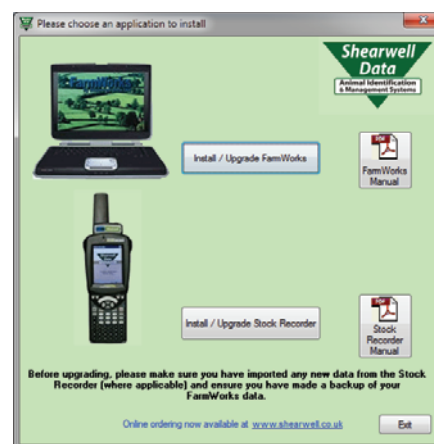 Please choose an application to install
Shearwell
Data
Animal Identification
& Management Systems
FarmWorks
Install / Upgrade FarmWorks
FarmWorks
Manual
Install / Upgrade Stock Recorder
Stock
Recorder
Manual
Before upgrading, please make sure you have imported any new data from the Stock
Recorder (where applicable) and ensure you have made a backup of your
FarmWorks data.
Online ordering now available at www.shearwell.co.uk
Exit